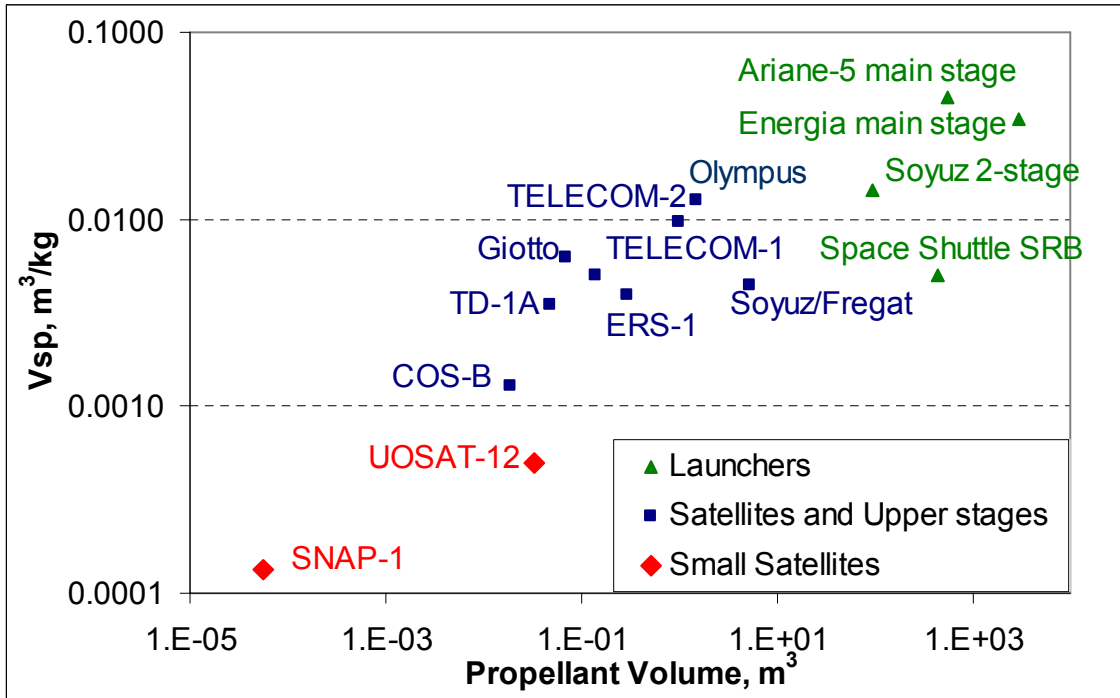 0.1000
0.0100
0.0010
0.0001
Vsp, m³/kg
Ariane-5 main stage
Energia main stage
Olympus
Soyuz 2-stage
TELECOM-2
Giotto
TELECOM-1
Space Shuttle SRB
TD-1A
ERS-1
Soyuz/Fregat
COS-B
UOSAT-12
SNAP-1
Launchers
Satellites and Upper stages
Small Satellites
1.E-05 1.E-03 1.E-01 1.E+01 1.E+03
Propellant Volume, m³